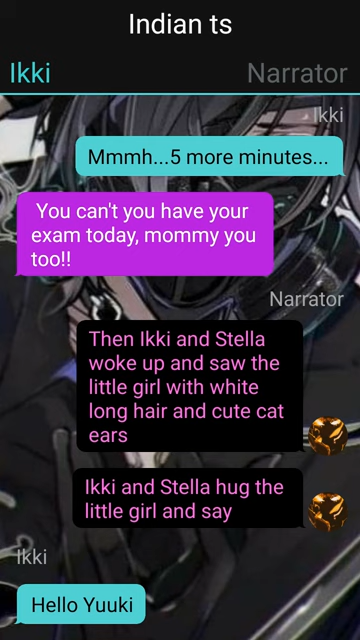 Indian ts
Ikki
Narrator
Ikki
Mmmh...5 more minutes...
You can't you have your
exam today, mommy you
too!!
Narrator
Then Ikki and Stella
woke up and saw the
little girl with white
long hair and cute cat
ears
Ikki and Stella hug the
little girl and say
Ikki
Hello Yuuki